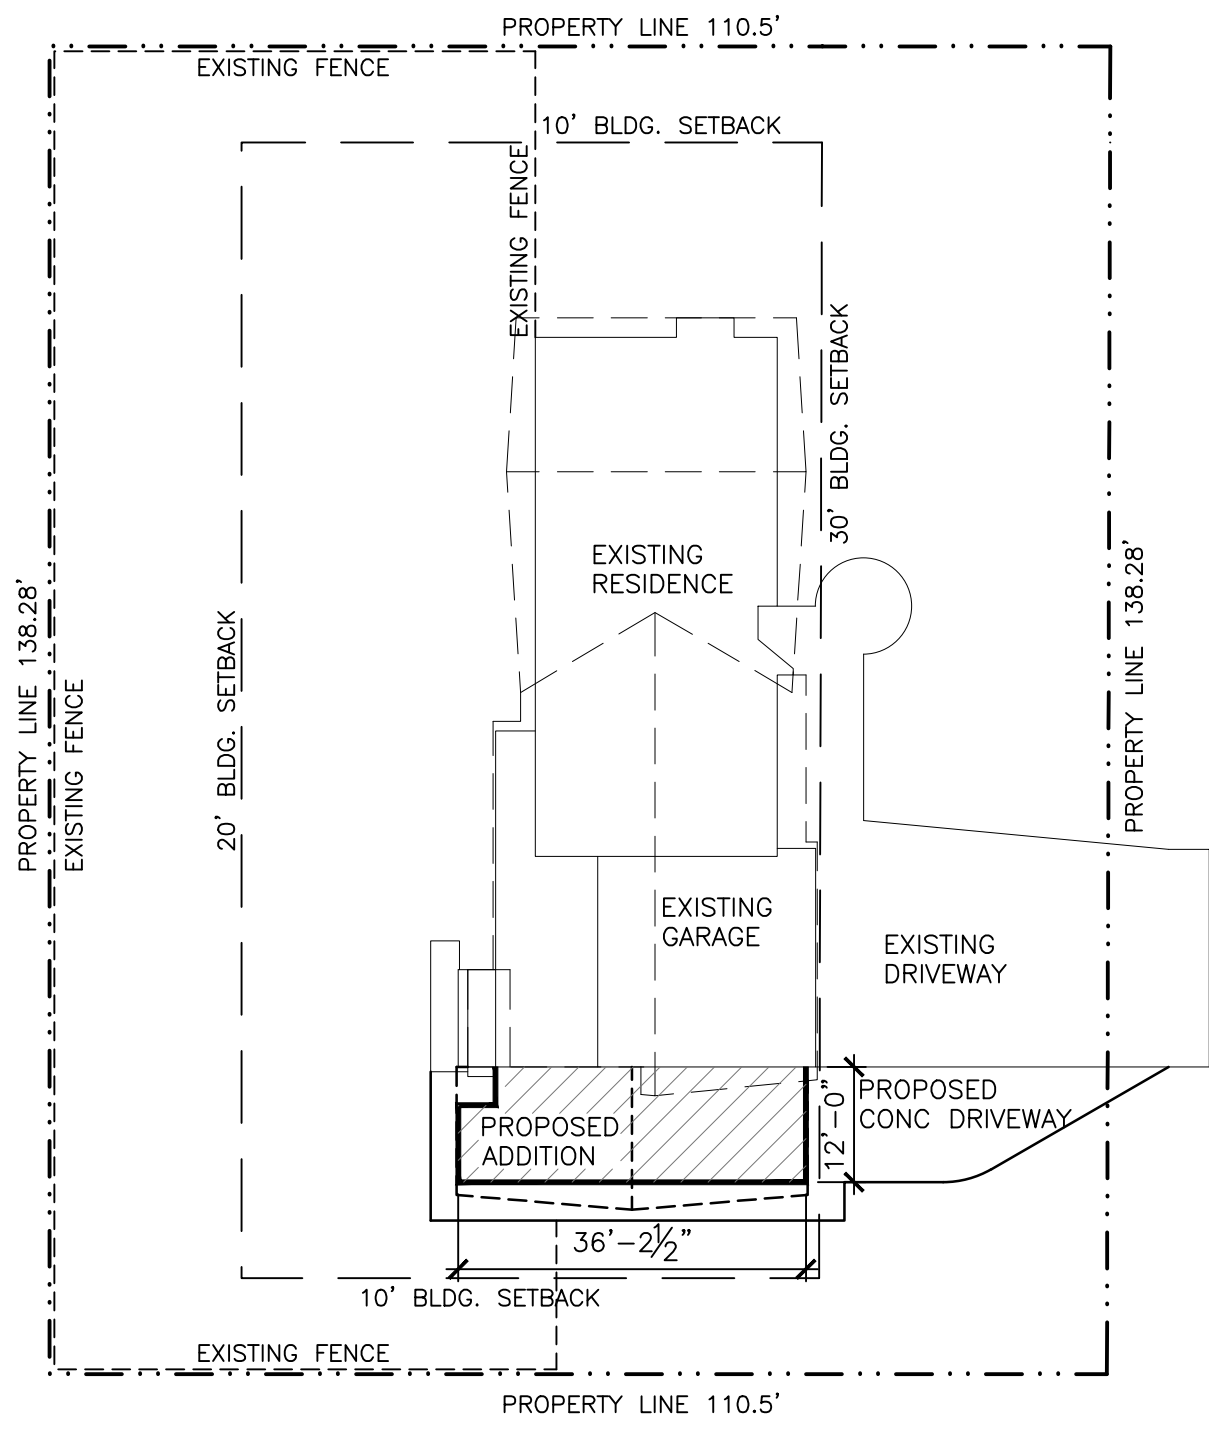 PROPERTY LINE 110.5'
EXISTING FENCE
10' BLDG. SETBACK
EXISTING FENCE
30' BLDG. SETBACK
EXISTING
RESIDENCE
PROPERTY LINE 138.28'
EXISTING FENCE
20' BLDG. SETBACK
PROPERTY LINE 138.28'
EXISTING
GARAGE
EXISTING
DRIVEWAY
PROPOSED
CONC DRIVEWAY
12'-0"
PROPOSED
ADDITION
36'-2½"
10' BLDG. SETBACK
EXISTING FENCE
PROPERTY LINE 110.5'